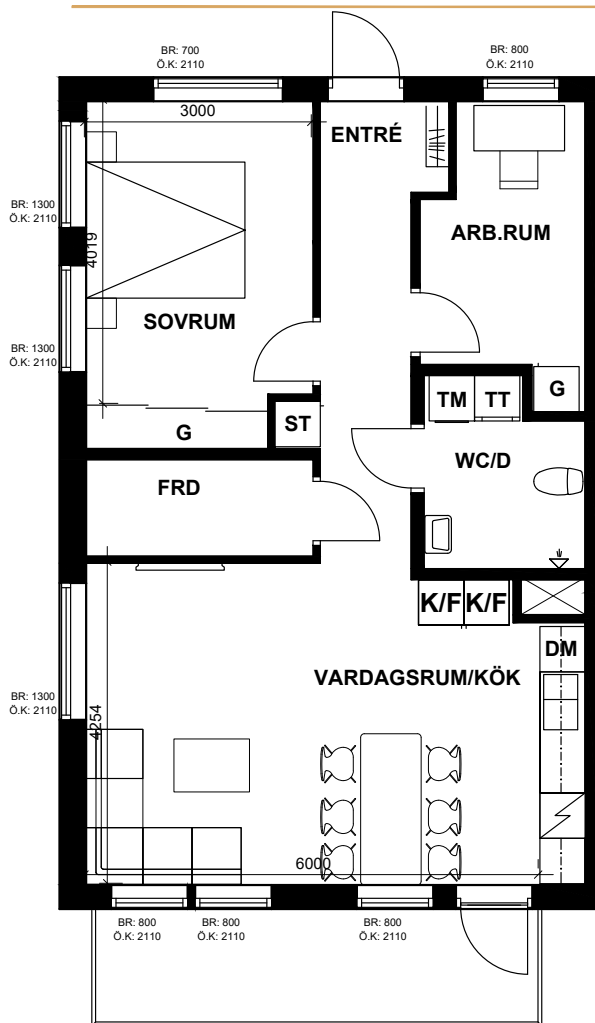 BR: 700
Ö.K: 2110
BR: 800
Ö.K: 2110
3000
ENTRÉ
BR: 1300
Ö.K: 2110
ARB.RUM
4019
SOVRUM
BR: 1300
Ö.K: 2110
TM
TT
G
ST
G
WC/D
FRD
K/F
K/F
DM
VARDAGSRUM/KÖK
BR: 1300
Ö.K: 2110
4254
6000
BR: 800
Ö.K: 2110
BR: 800
Ö.K: 2110
BR: 800
Ö.K: 2110